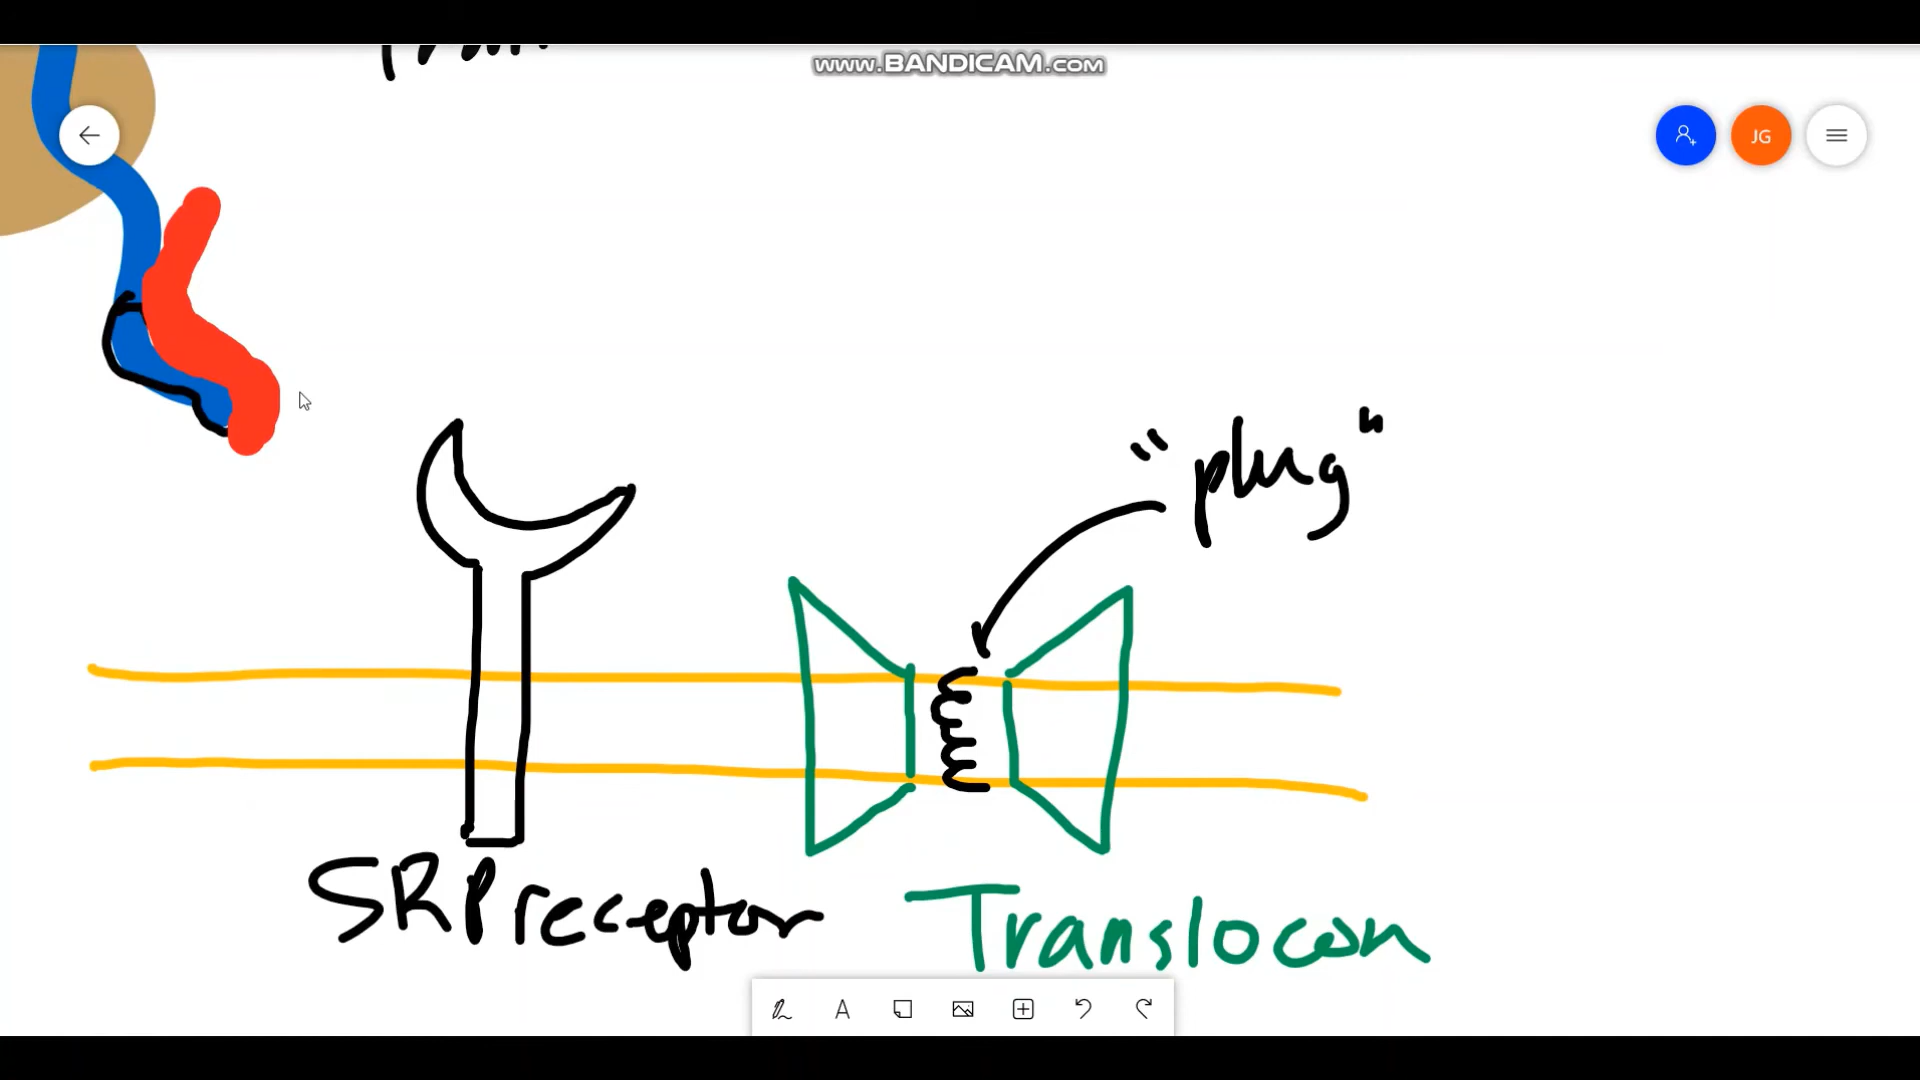 www.BANDICAM.com
JG
"plug"
SRP receptor
Translocon
A